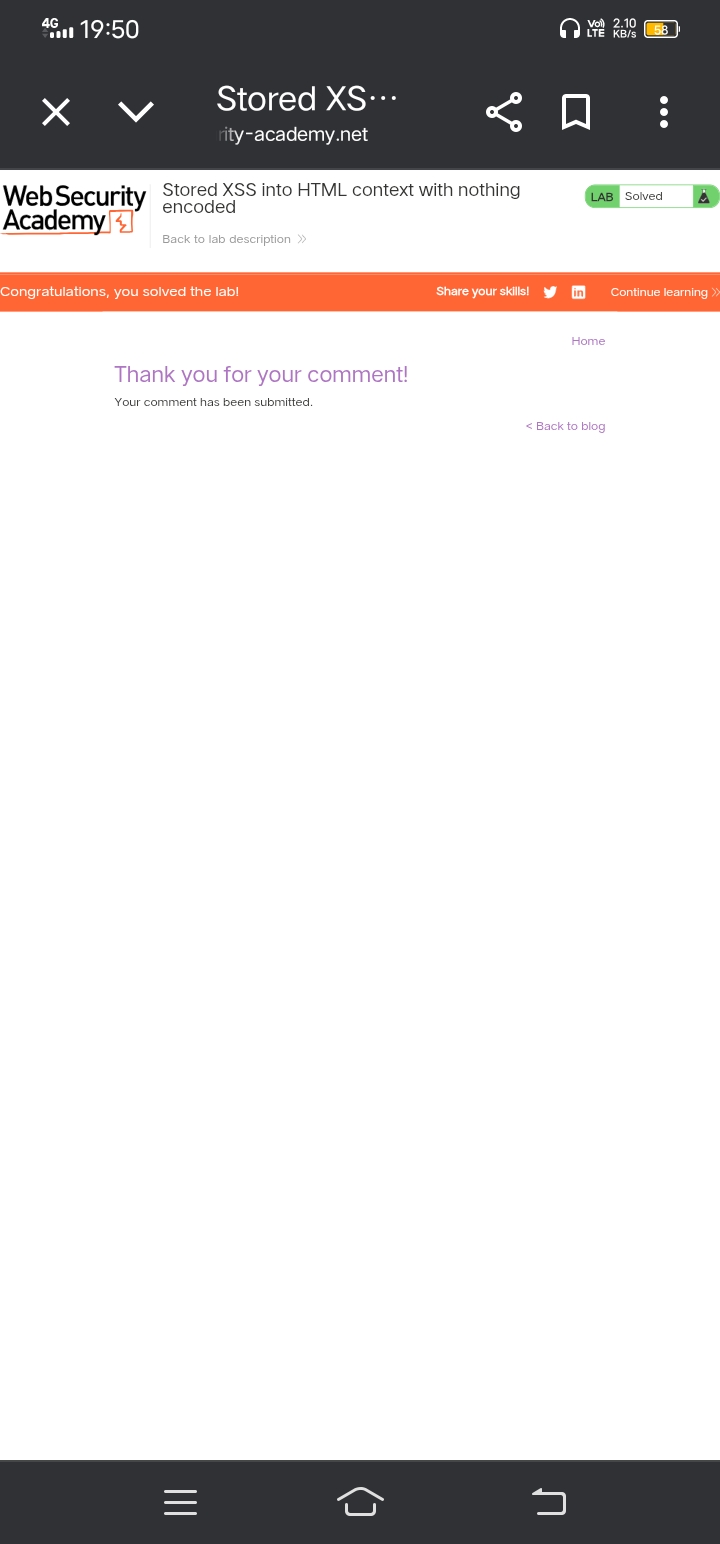 4G 19:50 Vo) LTE 2.10 KB/s 58
Stored XS···
rity-academy.net
Web Security
Academy
Stored XSS into HTML context with nothing
encoded
LAB Solved
Back to lab description
Congratulations, you solved the lab! Share your skills! in Continue learning
Home
Thank you for your comment!
Your comment has been submitted.
< Back to blog